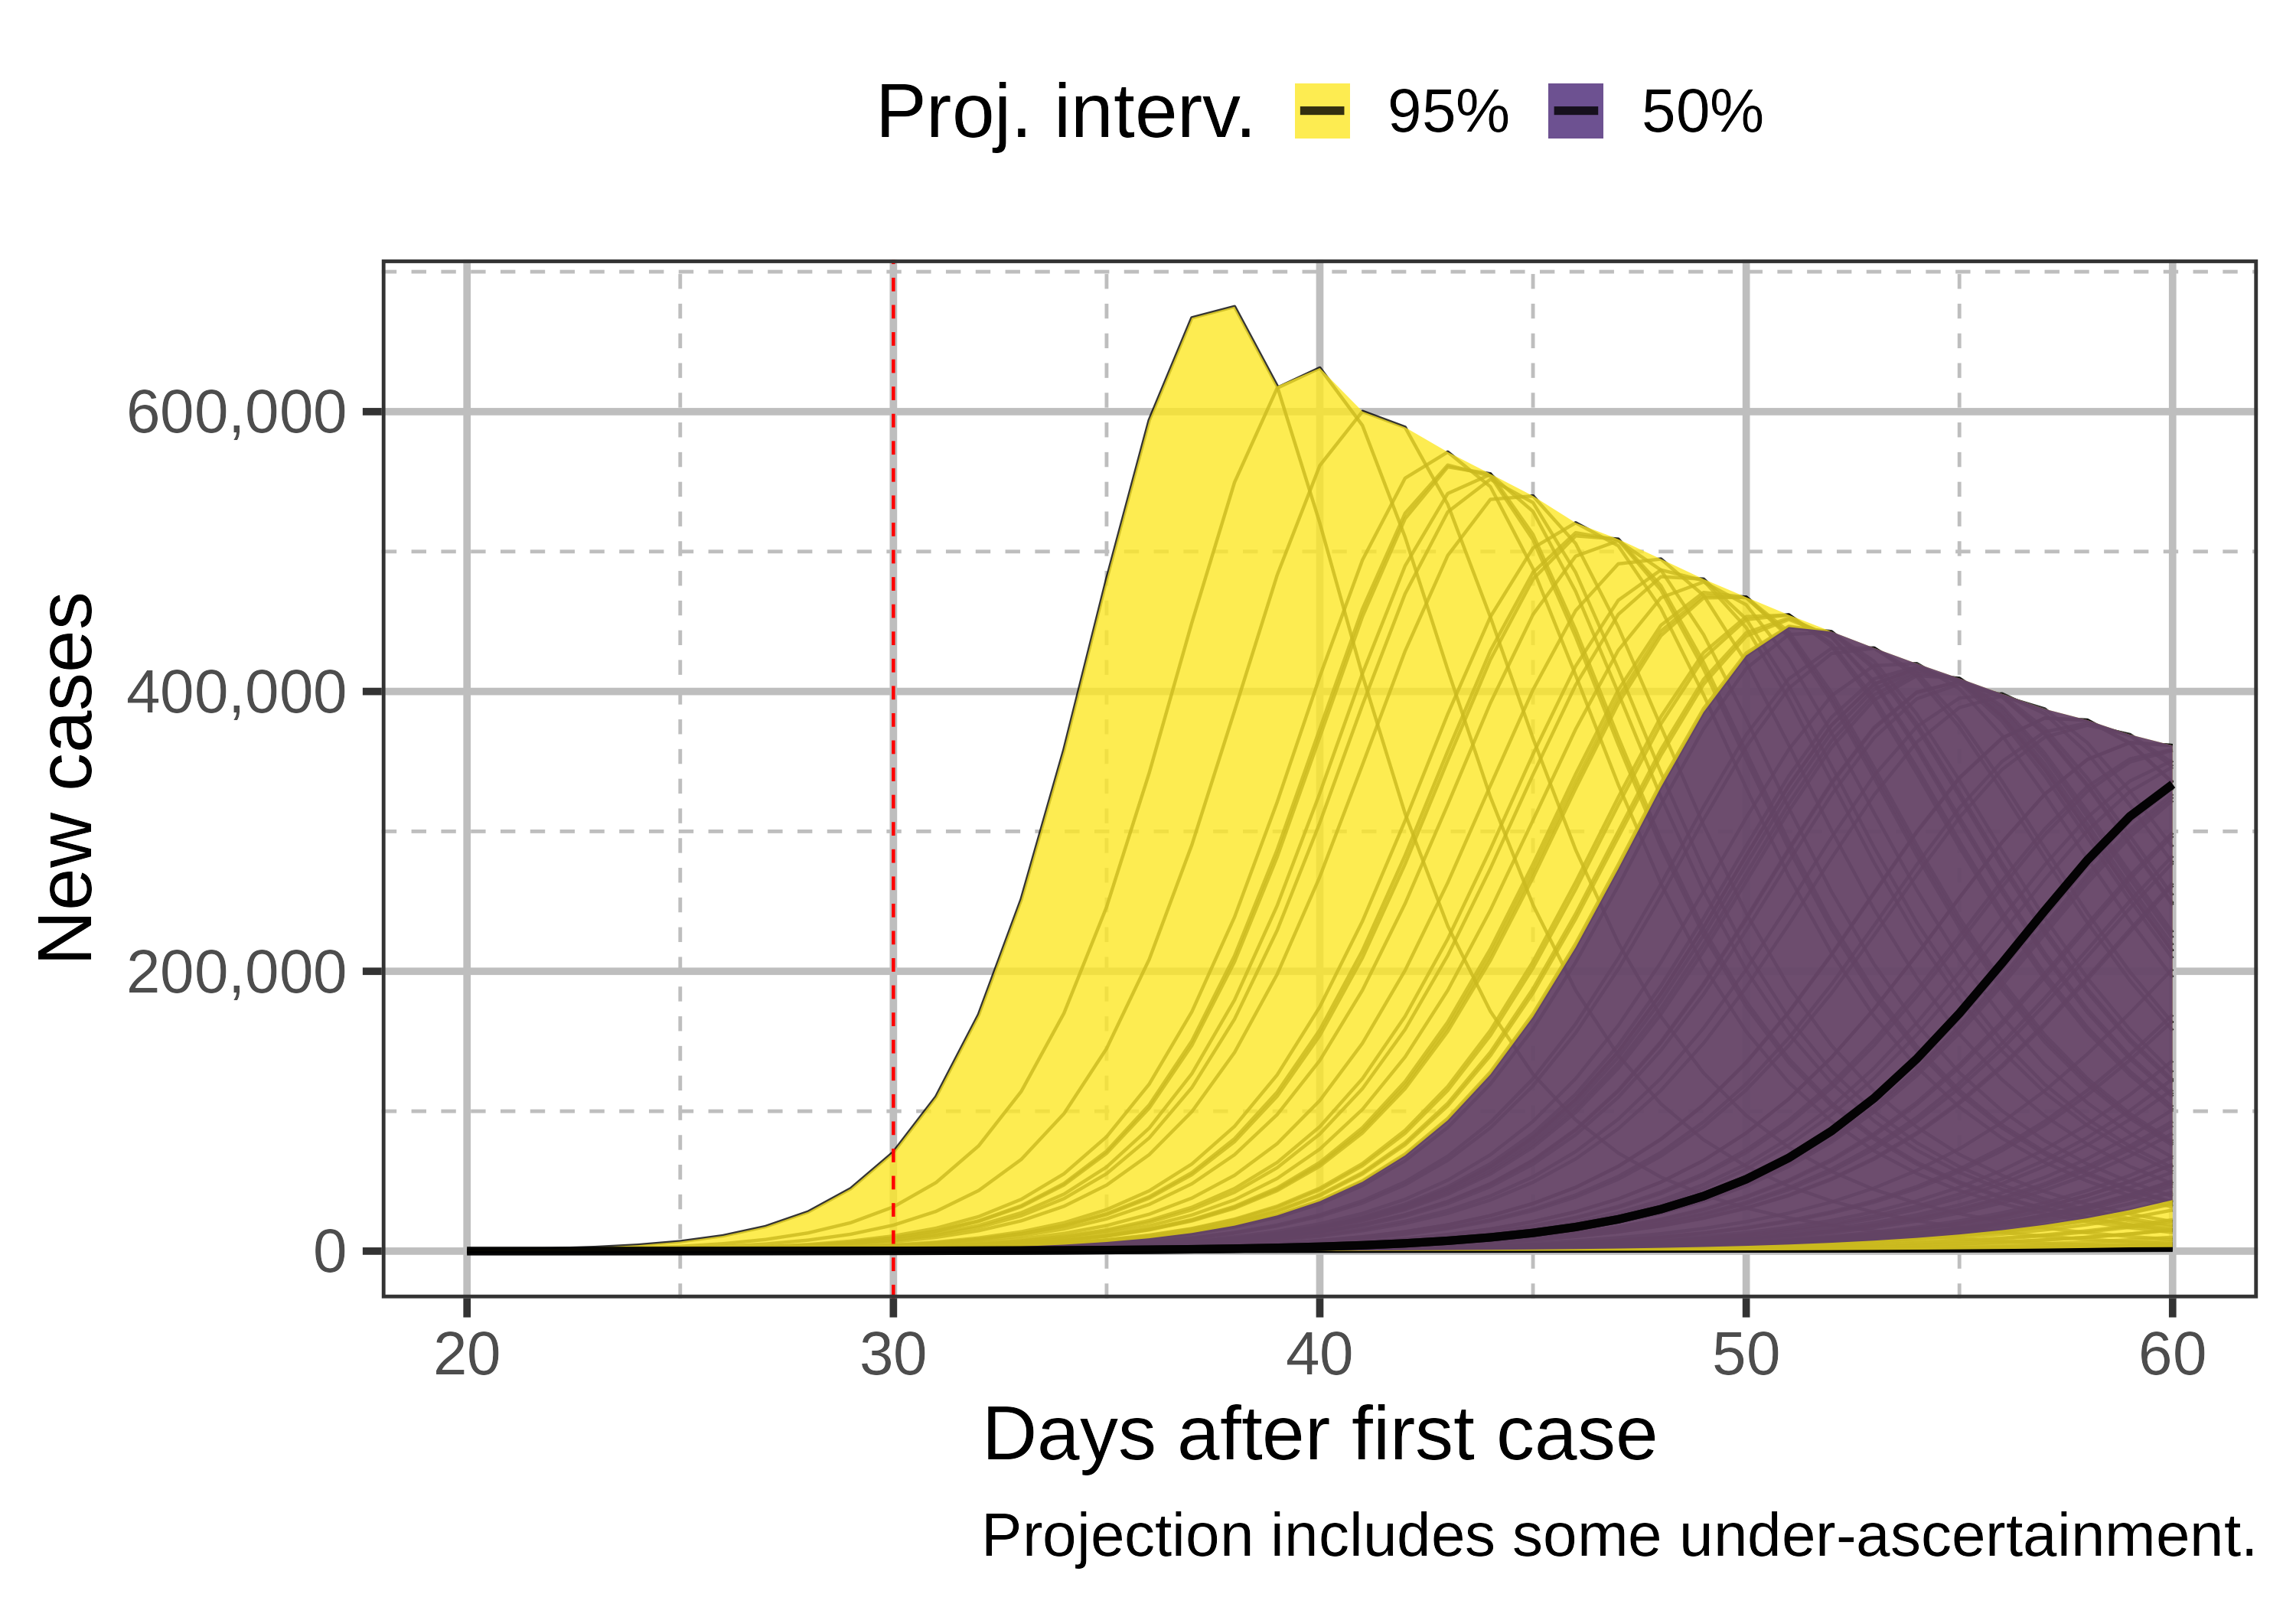 Proj. interv. 95% 50%
New cases
600,000
400,000
200,000
0
20 30 40 50 60
Days after first case
Projection includes some under-ascertainment.